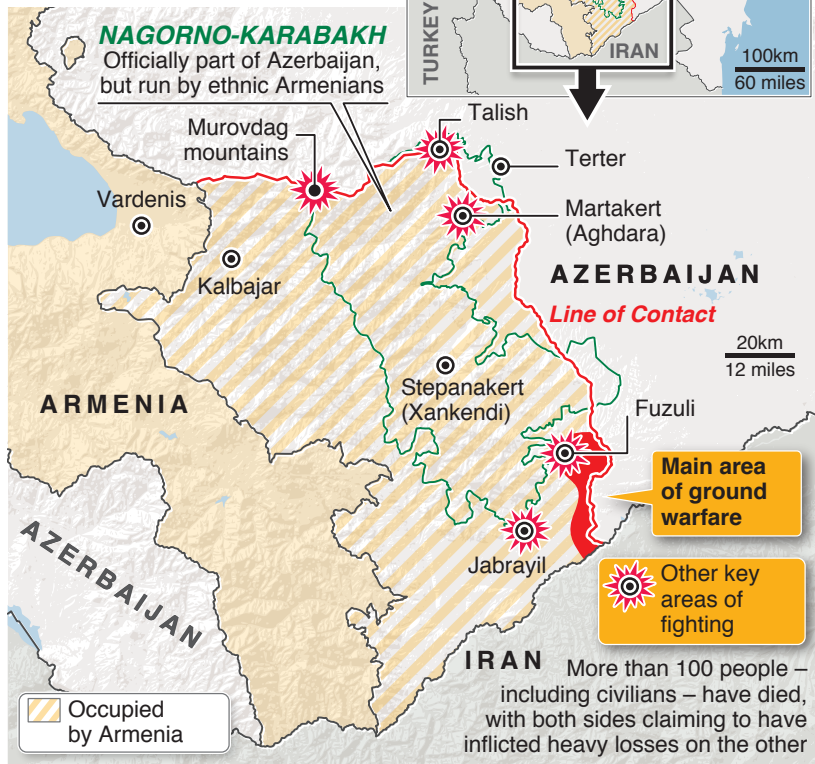 NAGORNO-KARABAKH
Officially part of Azerbaijan,
but run by ethnic Armenians
TURKEY
IRAN
100km
60 miles
Murovdag
mountains
Talish
Terter
Vardenis
Martakert
(Aghdara)
Kalbajar
AZERBAIJAN
Line of Contact
20km
12 miles
Stepanakert
(Xankendi)
ARMENIA
Fuzuli
Main area
of ground
warfare
AZERBAIJAN
Jabrayil
Other key
areas of
fighting
IRAN
More than 100 people –
including civilians – have died,
with both sides claiming to have
inflicted heavy losses on the other
Occupied
by Armenia